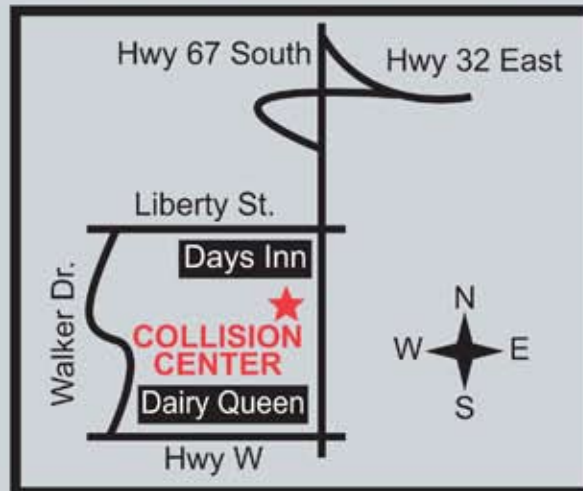 Hwy 67 South
Hwy 32 East
Liberty St.
Days Inn
Walker Dr.
COLLISION
CENTER
N
W
E
S
Dairy Queen
Hwy W